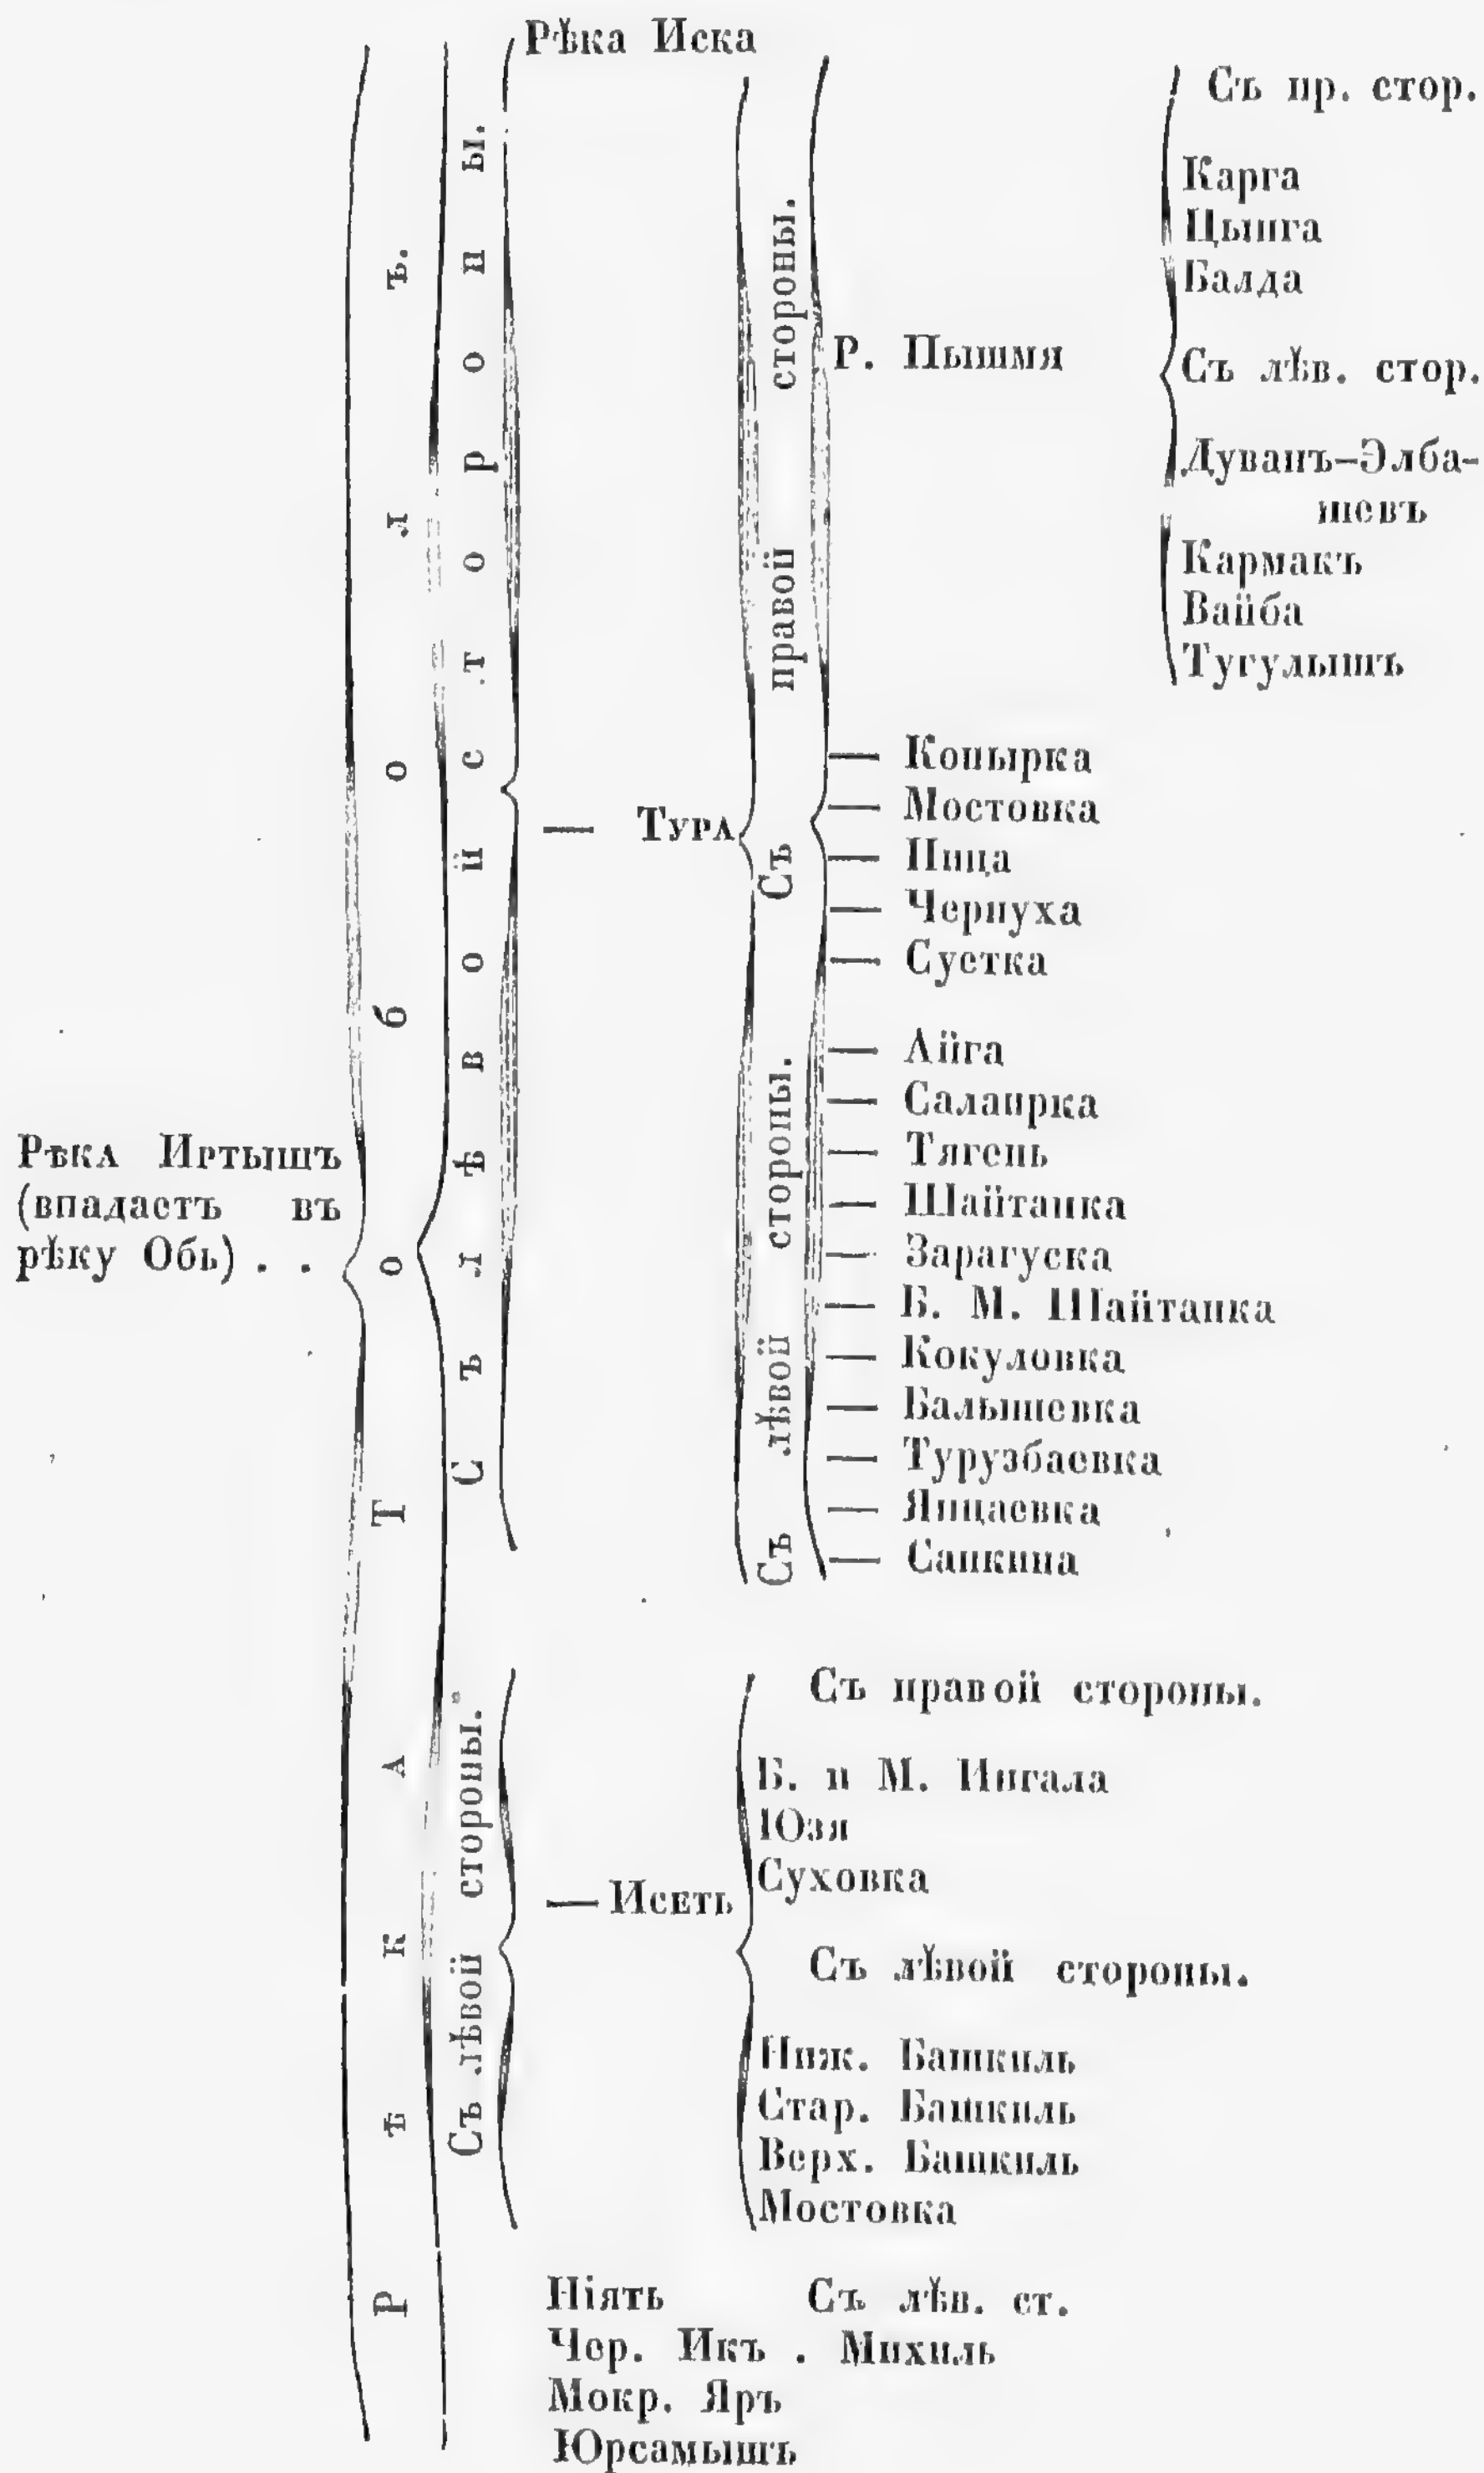 Рѣка Иртышъ
(впадаетъ въ
рѣку Обь) . .
РѢКА ТОБОЛЪ.
Съ лѣвой стороны.
Рѣка Иска
— Тура
Съ правой стороны.
Р. Пышмя
Съ пр. стор.
Карга
Цынга
Балда
Съ лѣв. стор.
Дуванъ-Элба-
шевъ
Кармакъ
Вайба
Тугулышъ
— Копырка
— Мостовка
— Ница
— Чернуха
— Суетка
Съ лѣвой стороны.
— Айга
— Салаирка
— Тягень
— Шайтанка
— Зарагуска
— Б. М. Шайтанка
— Кокуловка
— Балышевка
— Турузбаевка
— Янцаевка
— Санкина
Съ лѣвой стороны.
— Исеть
Съ правой стороны.
Б. и М. Ингала
Юзя
Суховка
Съ лѣвой стороны.
Ниж. Башкиль
Стар. Башкиль
Верх. Башкиль
Мостовка
Ніять Съ лѣв. ст.
Чер. Икъ . Михиль
Мокр. Яръ
Юрсамышъ